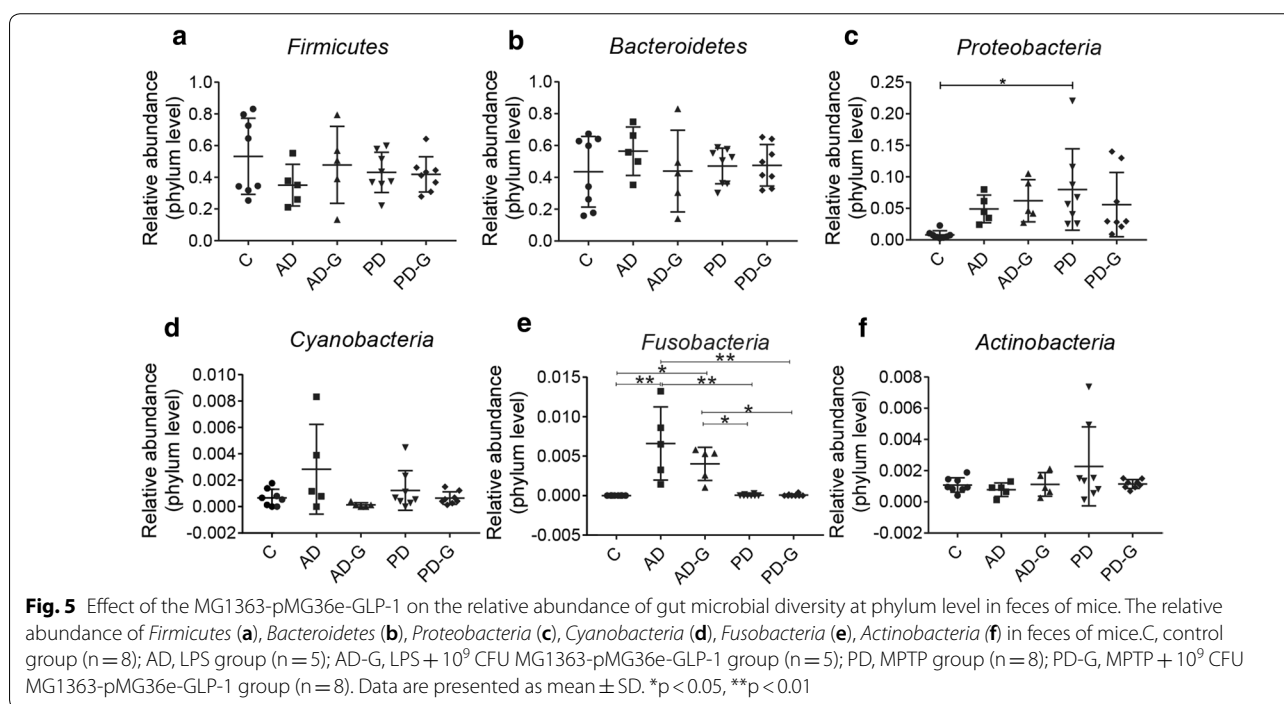 a Firmicutes
Relative abundance
(phylum level)
1.0
0.8
0.6
0.4
0.2
0.0
C AD AD-G PD PD-G
b Bacteroidetes
Relative abundance
(phylum level)
1.0
0.8
0.6
0.4
0.2
0.0
C AD AD-G PD PD-G
c Proteobacteria
Relative abundance
(phylum level)
0.25
0.20
0.15
0.10
0.05
0.00
*
C AD AD-G PD PD-G
d Cyanobacteria
Relative abundance
(phylum level)
0.010
0.008
0.006
0.004
0.002
0.000
-0.002
C AD AD-G PD PD-G
e Fusobacteria
Relative abundance
(phylum level)
0.015
0.010
0.005
0.000
-0.005
**
*
** **
*
*
C AD AD-G PD PD-G
f Actinobacteria
Relative abundance
(phylum level)
0.008
0.006
0.004
0.002
0.000
-0.002
C AD AD-G PD PD-G
Fig. 5 Effect of the MG1363-pMG36e-GLP-1 on the relative abundance of gut microbial diversity at phylum level in feces of mice. The relative
abundance of Firmicutes (a), Bacteroidetes (b), Proteobacteria (c), Cyanobacteria (d), Fusobacteria (e), Actinobacteria (f) in feces of mice.C, control
group (n = 8); AD, LPS group (n = 5); AD-G, LPS + 10⁹ CFU MG1363-pMG36e-GLP-1 group (n = 5); PD, MPTP group (n = 8); PD-G, MPTP + 10⁹ CFU
MG1363-pMG36e-GLP-1 group (n = 8). Data are presented as mean ± SD. *p < 0.05, **p < 0.01